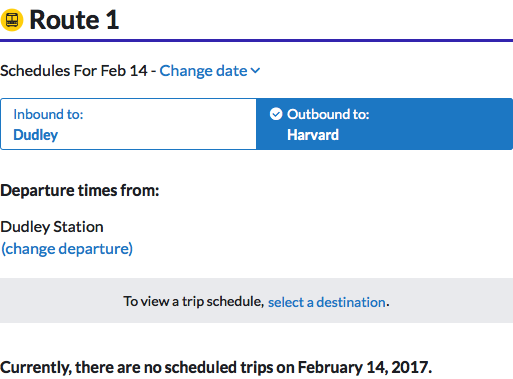 Route 1
Schedules For Feb 14 - Change date
Inbound to:
Dudley
Outbound to:
Harvard
Departure times from:
Dudley Station
(change departure)
To view a trip schedule, select a destination.
Currently, there are no scheduled trips on February 14, 2017.